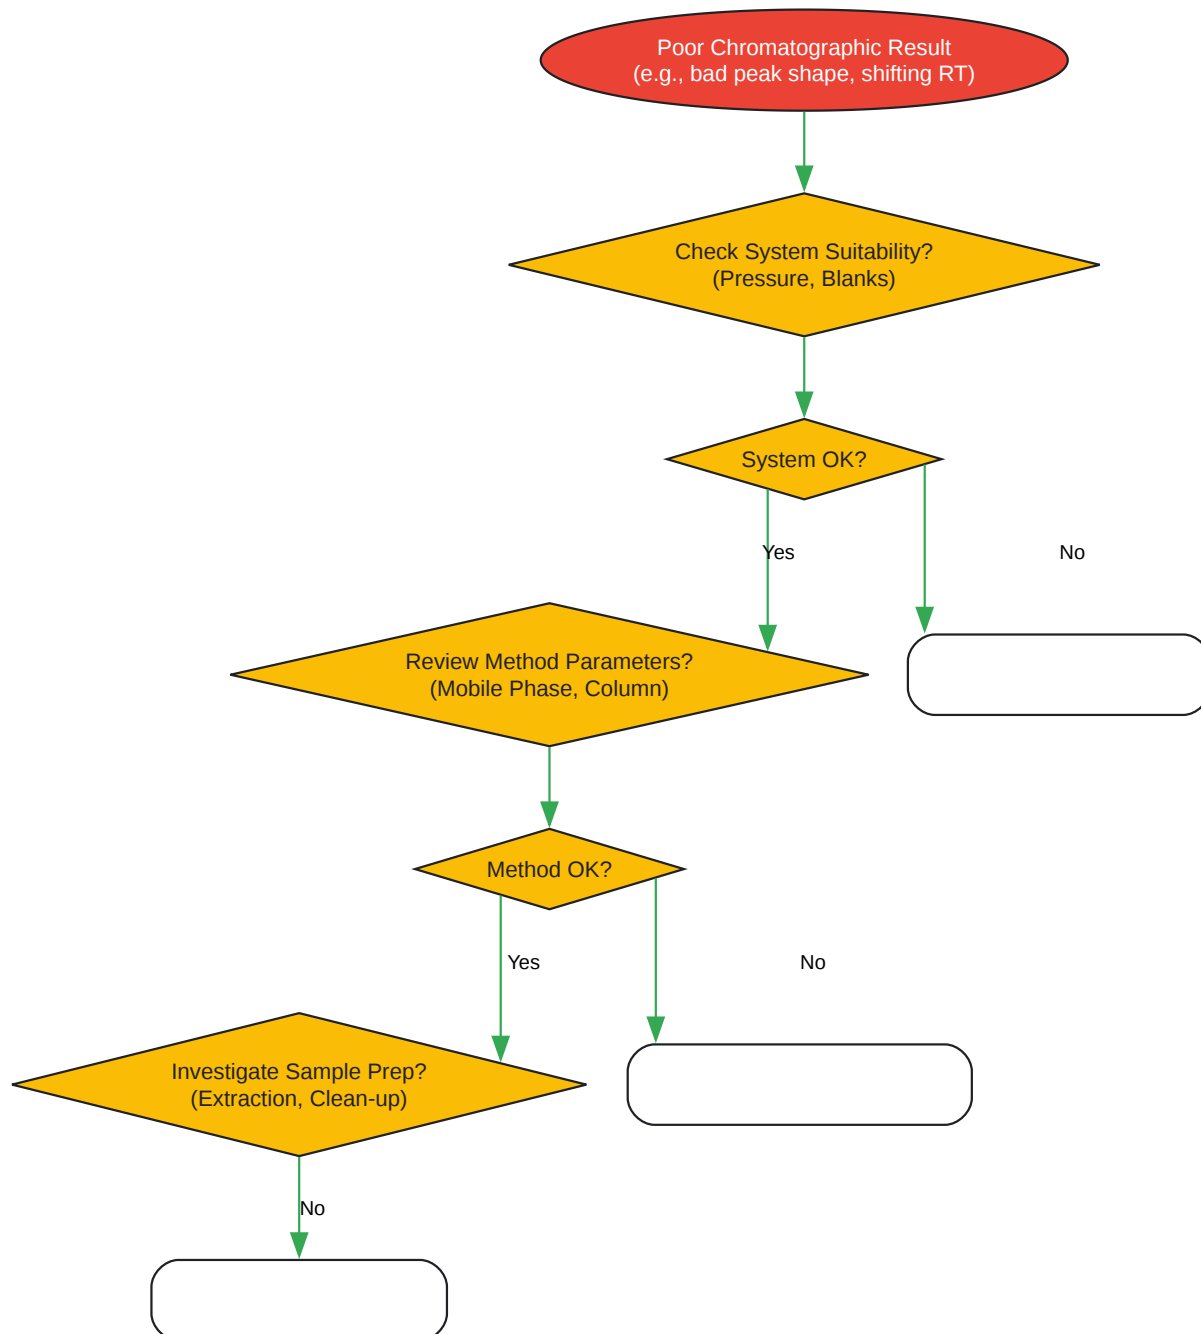 Poor Chromatographic Result
(e.g., bad peak shape, shifting RT)
Check System Suitability?
(Pressure, Blanks)
System OK?
Yes
No
Review Method Parameters?
(Mobile Phase, Column)
Method OK?
Yes
No
Investigate Sample Prep?
(Extraction, Clean-up)
No